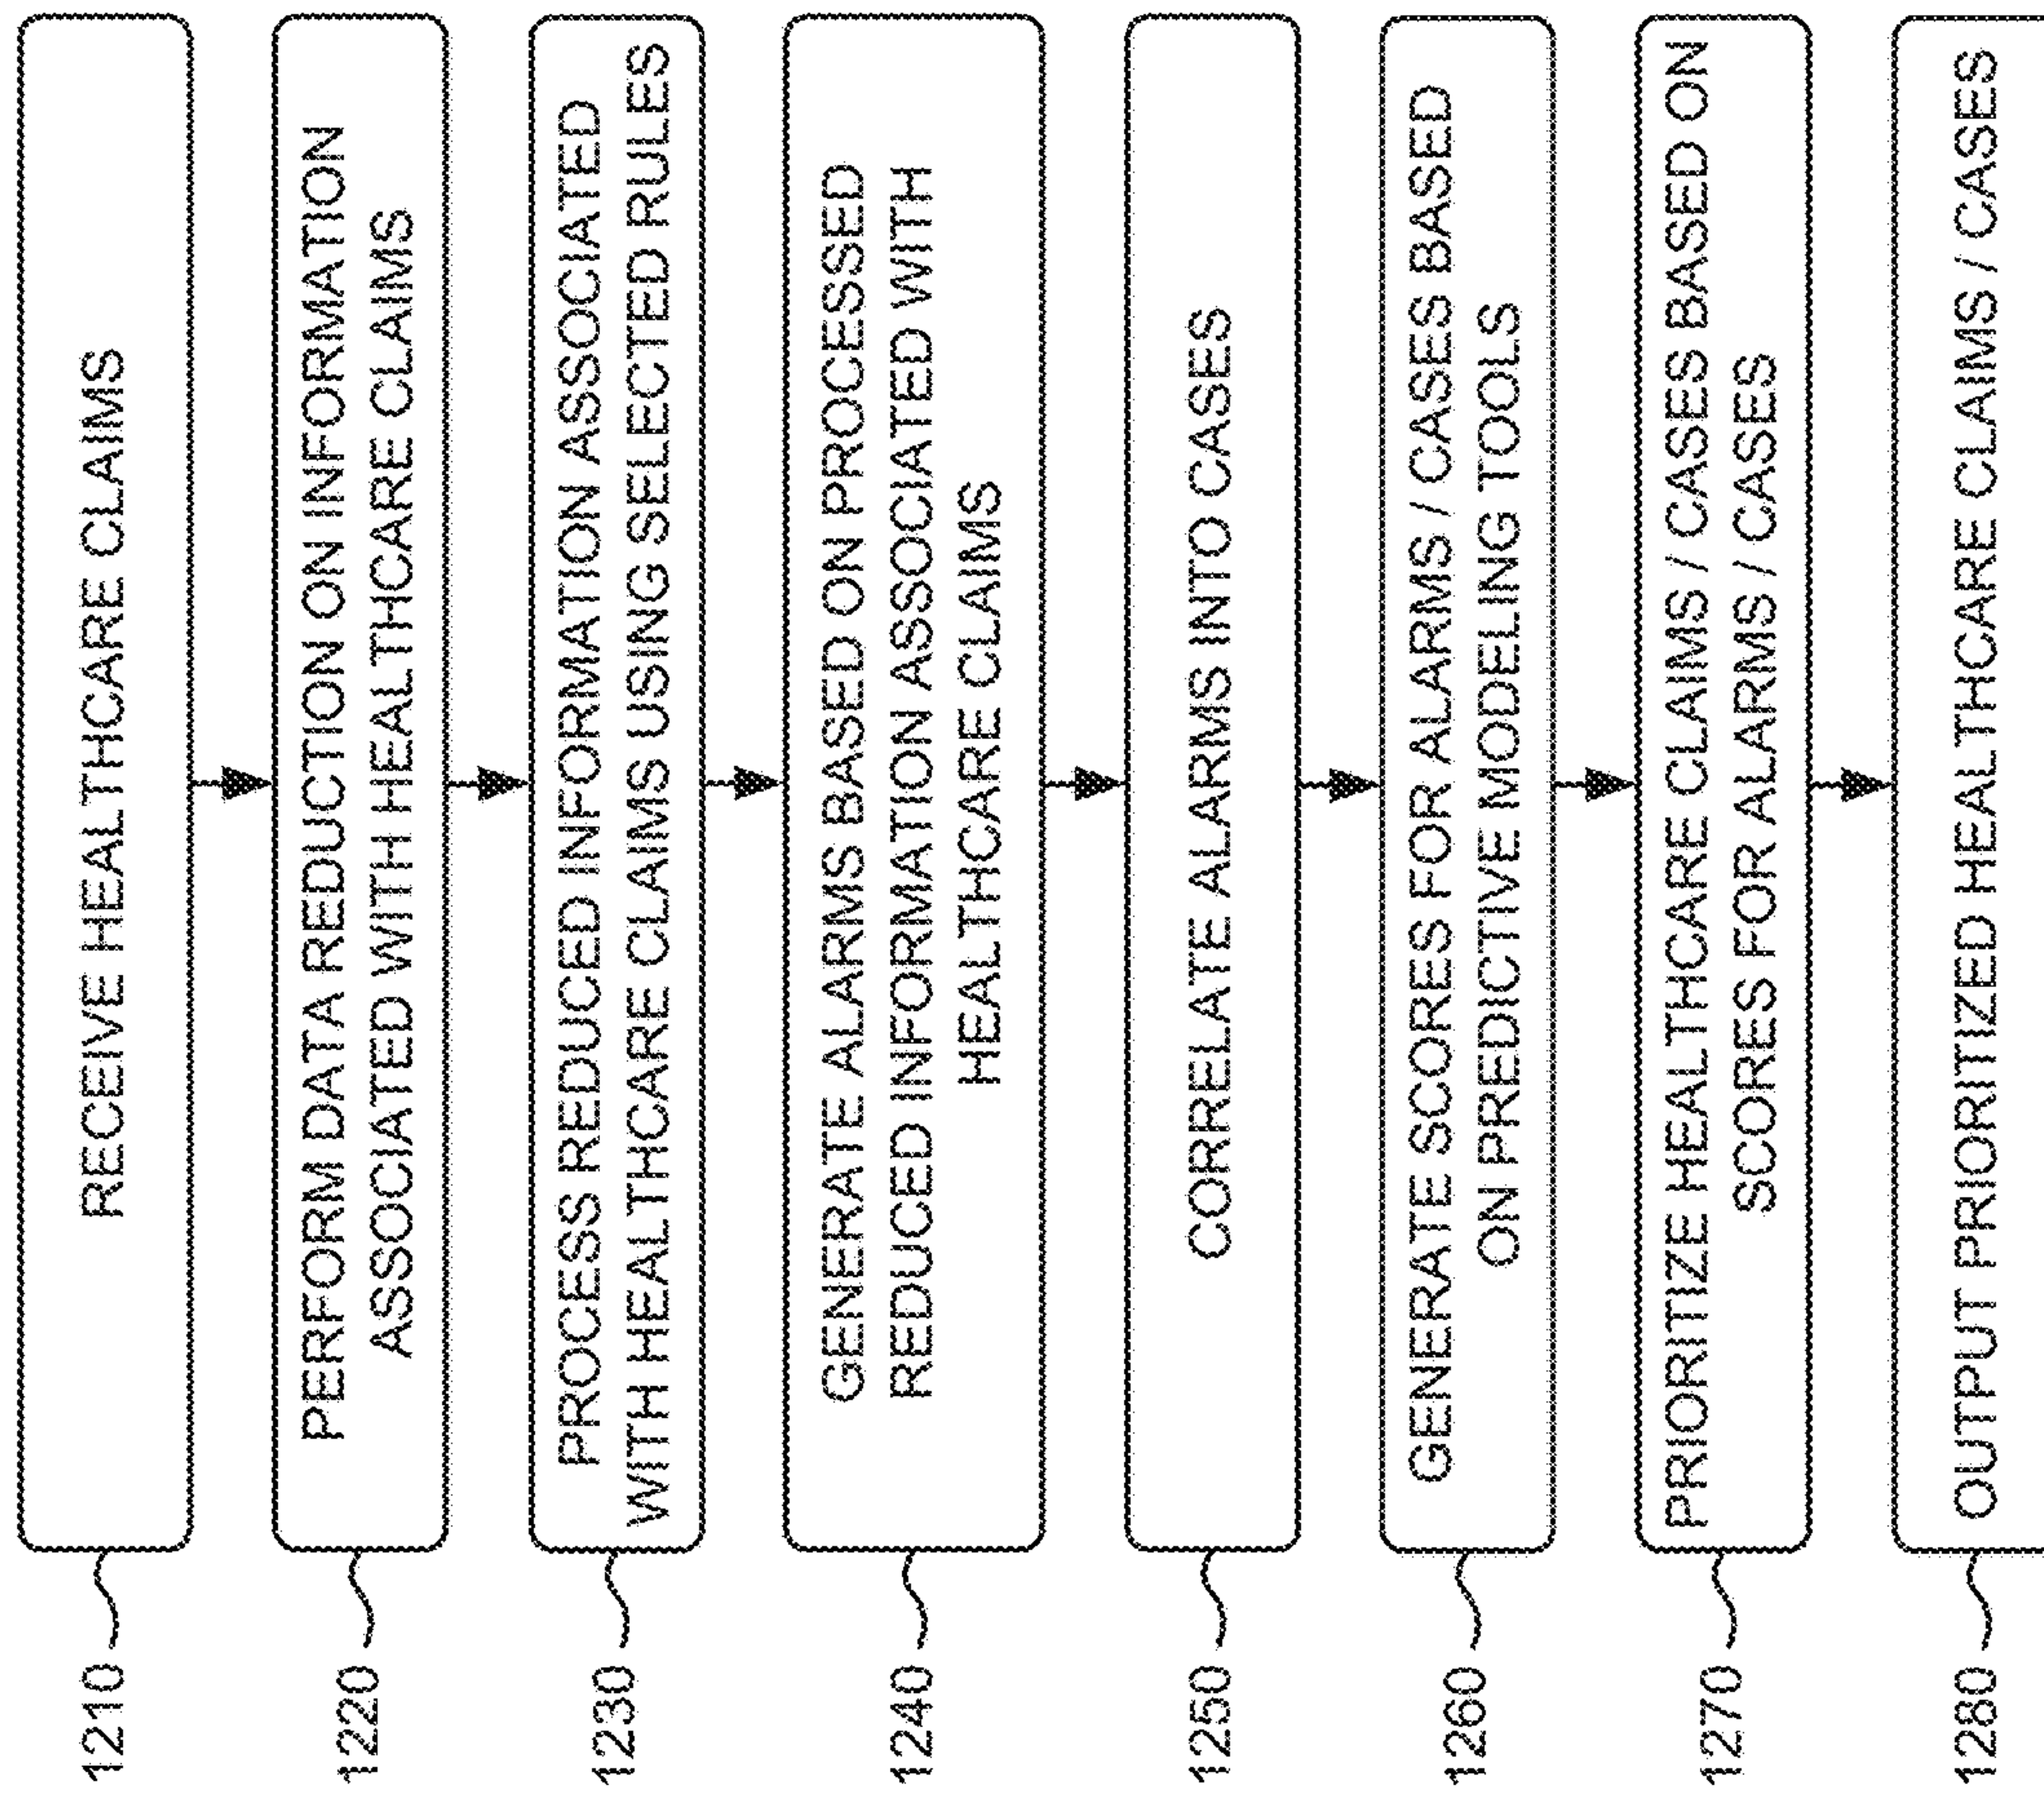 1210
RECEIVE HEALTHCARE CLAIMS
1220
PERFORM DATA REDUCTION ON INFORMATION
ASSOCIATED WITH HEALTHCARE CLAIMS
1230
PROCESS REDUCED INFORMATION ASSOCIATED
WITH HEALTHCARE CLAIMS USING SELECTED RULES
1240
GENERATE ALARMS BASED ON PROCESSED
REDUCED INFORMATION ASSOCIATED WITH
HEALTHCARE CLAIMS
1250
CORRELATE ALARMS INTO CASES
1260
GENERATE SCORES FOR ALARMS / CASES BASED
ON PREDICTIVE MODELING TOOLS
1270
PRIORITIZE HEALTHCARE CLAIMS / CASES BASED ON
SCORES FOR ALARMS / CASES
1280
OUTPUT PRIORITIZED HEALTHCARE CLAIMS / CASES